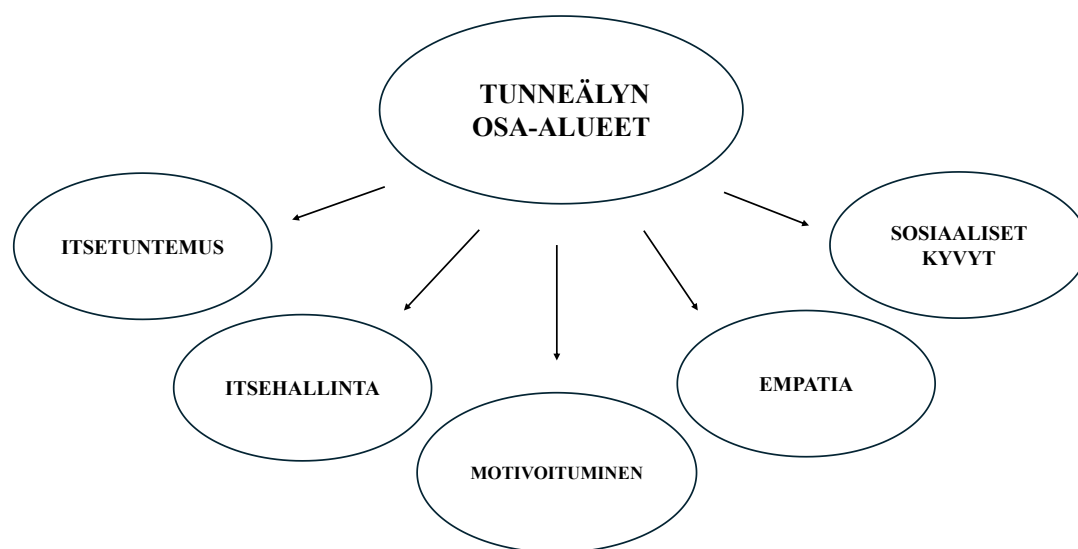 TUNNEÄLYN
OSA-ALUEET
ITSETUNTEMUS
SOSIAALISET
KYVYT
ITSEHALLINTA
EMPATIA
MOTIVOITUMINEN